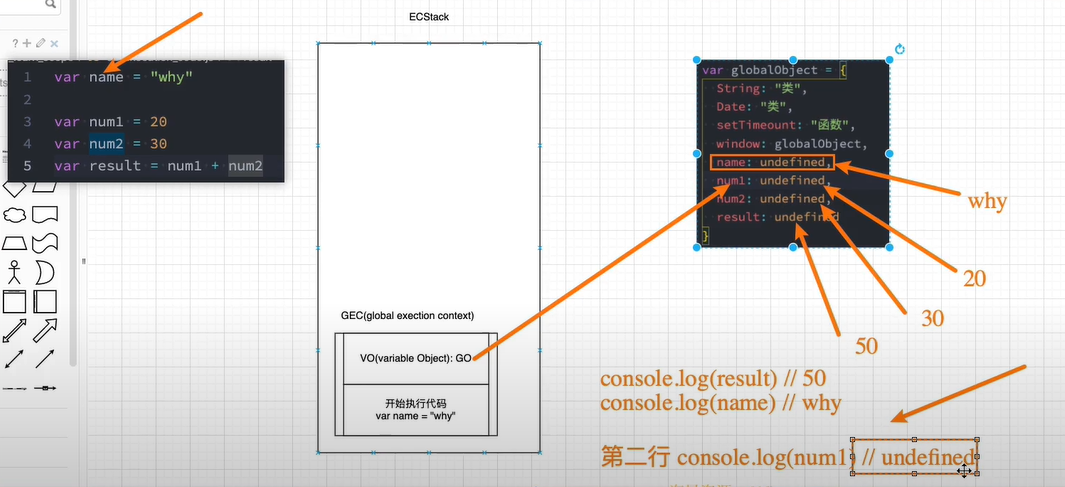 ECStack
1 var name = "why"
2
3 var num1 = 20
4 var num2 = 30
5 var result = num1 + num2
var globalObject = {
String: "类",
Date: "类",
setTimeout: "函数",
window: globalObject,
name: undefined,
num1: undefined,
num2: undefined,
result: undefined
}
why
20
30
50
GEC(global exection context)
VO(variable Object): GO
开始执行代码
var name = "why"
console.log(result) // 50
console.log(name) // why
第二行 console.log(num1) // undefined